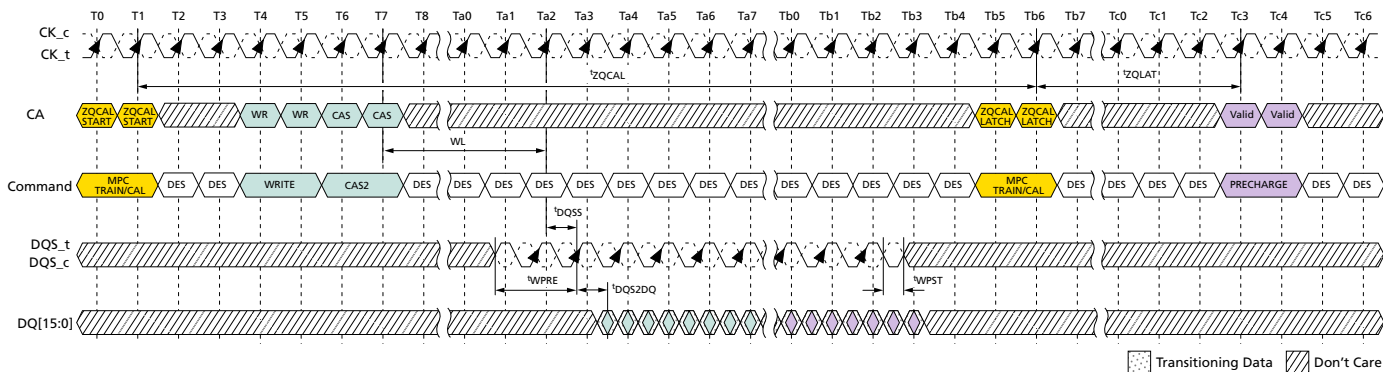 T0 T1 T2 T3 T4 T5 T6 T7 T8 Ta0 Ta1 Ta2 Ta3 Ta4 Ta5 Ta6 Ta7 Tb0 Tb1 Tb2 Tb3 Tb4 Tb5 Tb6 Tb7 Tc0 Tc1 Tc2 Tc3 Tc4 Tc5 Tc6
CK_c
CK_t
tZQCAL tZQLAT
CA ZQCAL START ZQCAL START WR WR CAS CAS ZQCAL LATCH ZQCAL LATCH Valid Valid
WL
Command MPC TRAIN/CAL DES DES WRITE CAS2 DES DES DES DES DES DES DES DES DES DES DES DES DES DES MPC TRAIN/CAL DES DES DES DES PRECHARGE DES DES
tDQSS
DQS_t
DQS_c
tWPRE tDQS2DQ tWPST
DQ[15:0]
Transitioning Data Don't Care